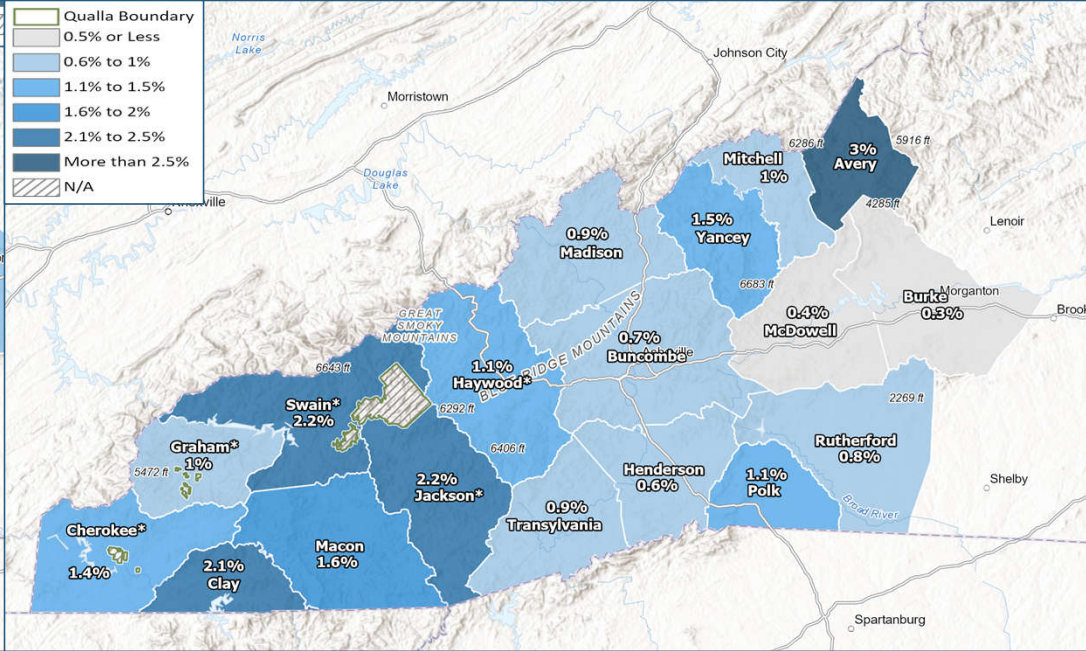 Qualla Boundary
0.5% or Less
0.6% to 1%
1.1% to 1.5%
1.6% to 2%
2.1% to 2.5%
More than 2.5%
N/A
Norris
Lake
Johnson City
Morristown
Douglas
Lake
6286 ft
5916 ft
3%
Avery
Mitchell
1%
4285 ft
Lenoir
1.5%
Yancey
0.9%
Madison
6683 ft
Morganton
Burke
0.3%
0.4%
McDowell
GREAT
SMOKY
MOUNTAINS
BLUE RIDGE MOUNTAINS
0.7%
Buncombe
6643 ft
1.1%
Haywood*
6292 ft
Swain*
2.2%
2269 ft
Graham*
1%
5472 ft
6406 ft
Rutherford
0.8%
Henderson
0.6%
2.2%
Jackson*
1.1%
Polk
Shelby
0.9%
Transylvania
Broad River
Cherokee*
1.4%
Macon
1.6%
2.1%
Clay
Spartanburg